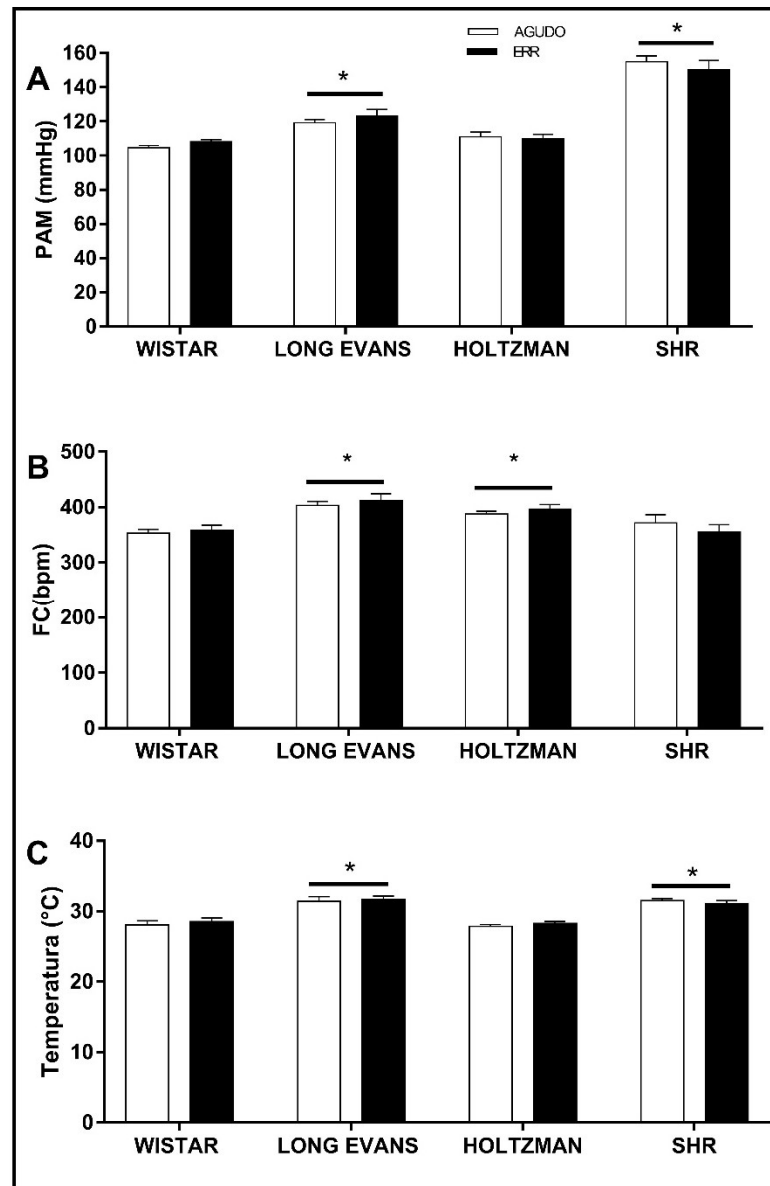 AGUDO
ERR
A
*
*
PAM (mmHg)
160
140
120
100
80
60
40
20
0
WISTAR LONG EVANS HOLTZMAN SHR
B
*
*
FC(bpm)
500
400
300
200
100
0
WISTAR LONG EVANS HOLTZMAN SHR
C
*
*
Temperatura (°C)
40
30
20
10
0
WISTAR LONG EVANS HOLTZMAN SHR